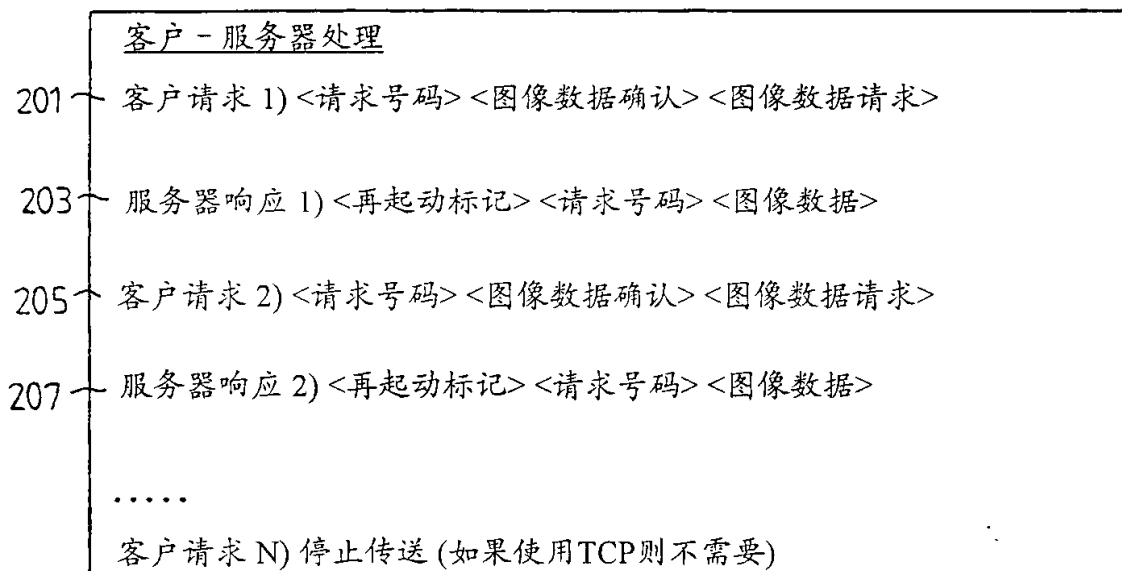 客户－服务器处理
201 客户请求 1) <请求号码> <图像数据确认> <图像数据请求>
203 服务器响应 1) <再起动标记> <请求号码> <图像数据>
205 客户请求 2) <请求号码> <图像数据确认> <图像数据请求>
207 服务器响应 2) <再起动标记> <请求号码> <图像数据>
.....
客户请求 N) 停止传送 (如果使用TCP则不需要)